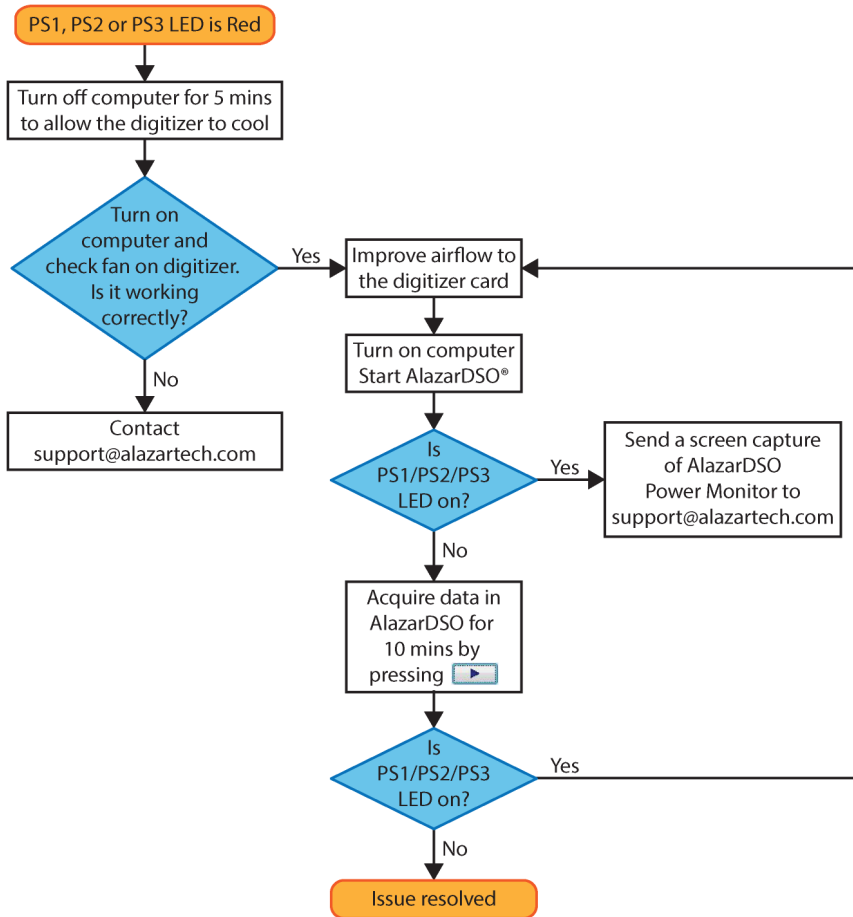 PS1, PS2 or PS3 LED is Red
Turn off computer for 5 mins
to allow the digitizer to cool
Turn on
computer and
check fan on digitizer.
Is it working
correctly?
Yes
No
Contact
support@alazartech.com
Improve airflow to
the digitizer card
Turn on computer
Start AlazarDSO®
Is
PS1/PS2/PS3
LED on?
Yes
Send a screen capture
of AlazarDSO
Power Monitor to
support@alazartech.com
No
Acquire data in
AlazarDSO for
10 mins by
pressing
Is
PS1/PS2/PS3
LED on?
Yes
No
Issue resolved